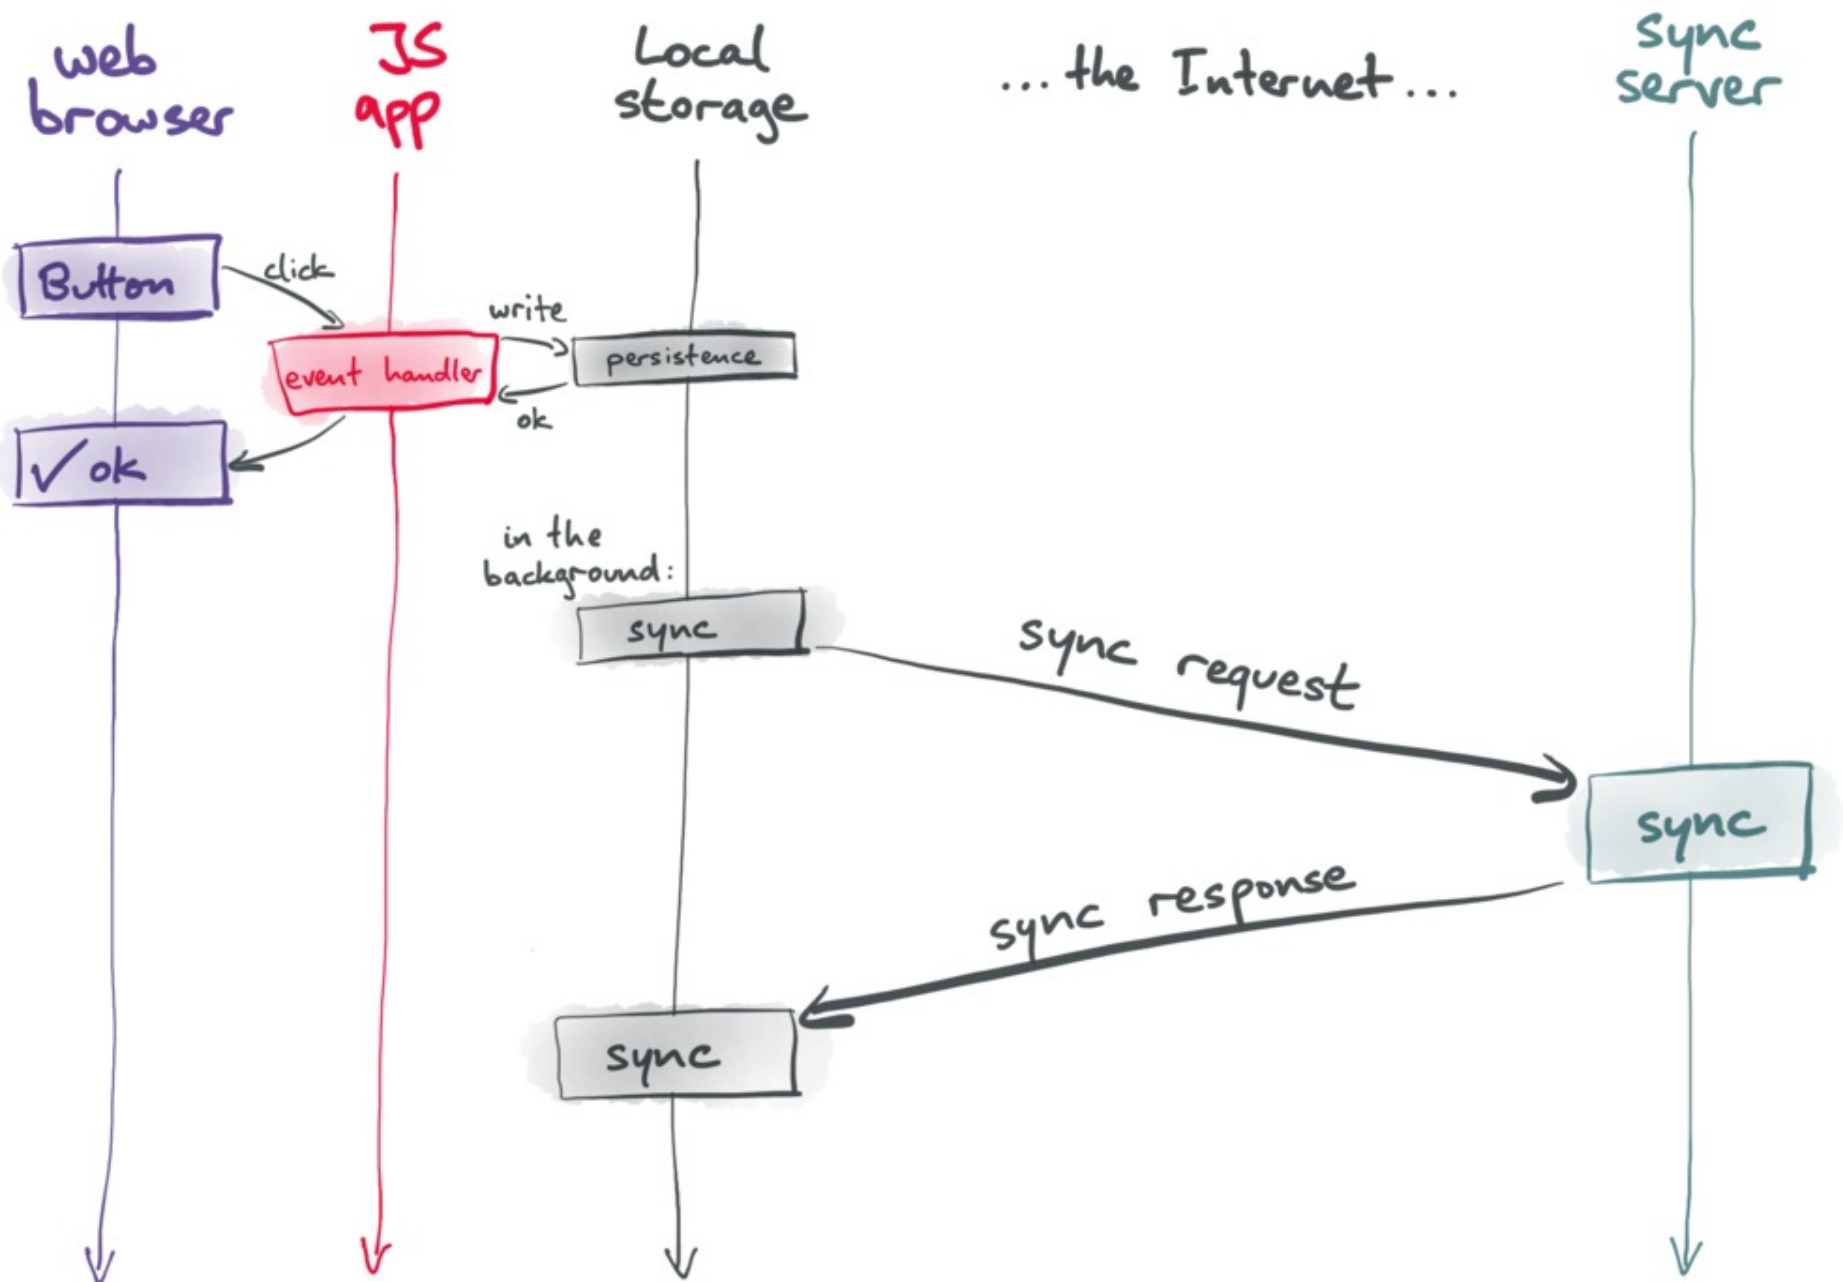 web
browser
JS
app
Local
storage
...the Internet...
sync
server
Button
click
event handler
write
persistence
ok
✓ ok
in the
background:
sync
sync request
sync
sync response
sync